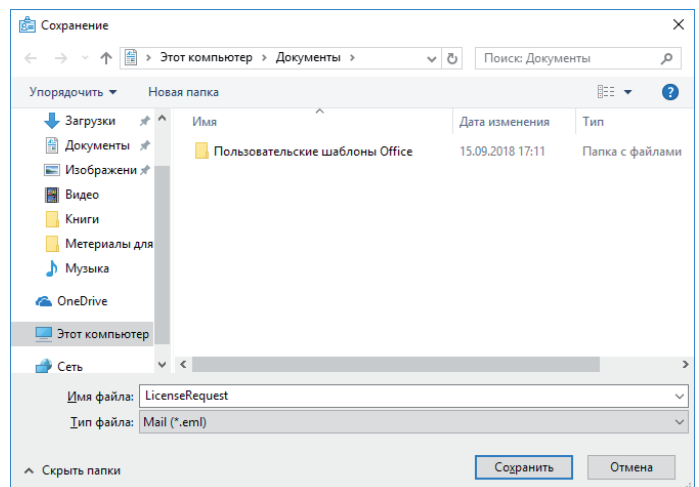 Сохранение
Этот компьютер > Документы >
Поиск: Документы
Упорядочить
Новая папка
Имя
Дата изменения
Тип
Загрузки
Документы
Изображени
Видео
Книги
Метериалы для
Музыка
OneDrive
Этот компьютер
Сеть
Пользовательские шаблоны Office
15.09.2018 17:11
Папка с файлами
Имя файла: LicenseRequest
Тип файла: Mail (*.eml)
Скрыть папки
Сохранить
Отмена